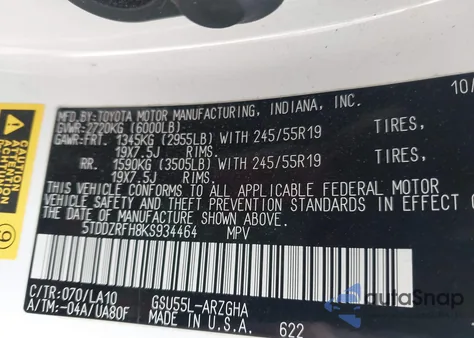 10/
MFD.BY:TOYOTA MOTOR MANUFACTURING, INDIANA, INC.
GVWR:2720KG (6000LB)
GAWR:FRT. 1345KG (2955LB) WITH 245/55R19 TIRES,
19X7.5J RIMS,
RR. 1590KG (3505LB) WITH 245/55R19 TIRES,
19X7.5J RIMS.
THIS VEHICLE CONFORMS TO ALL APPLICABLE FEDERAL MOTOR
VEHICLE SAFETY AND THEFT PREVENTION STANDARDS IN EFFECT O
THE DATE OF MANUFACTURE SHOWN ABOVE.
5TDDZRFH8KS934464 MPV
C/TR:070/LA10 GSU55L-ARZGHA
A/TM:-04A/UA80F MADE IN U.S.A. 622
autoSnap